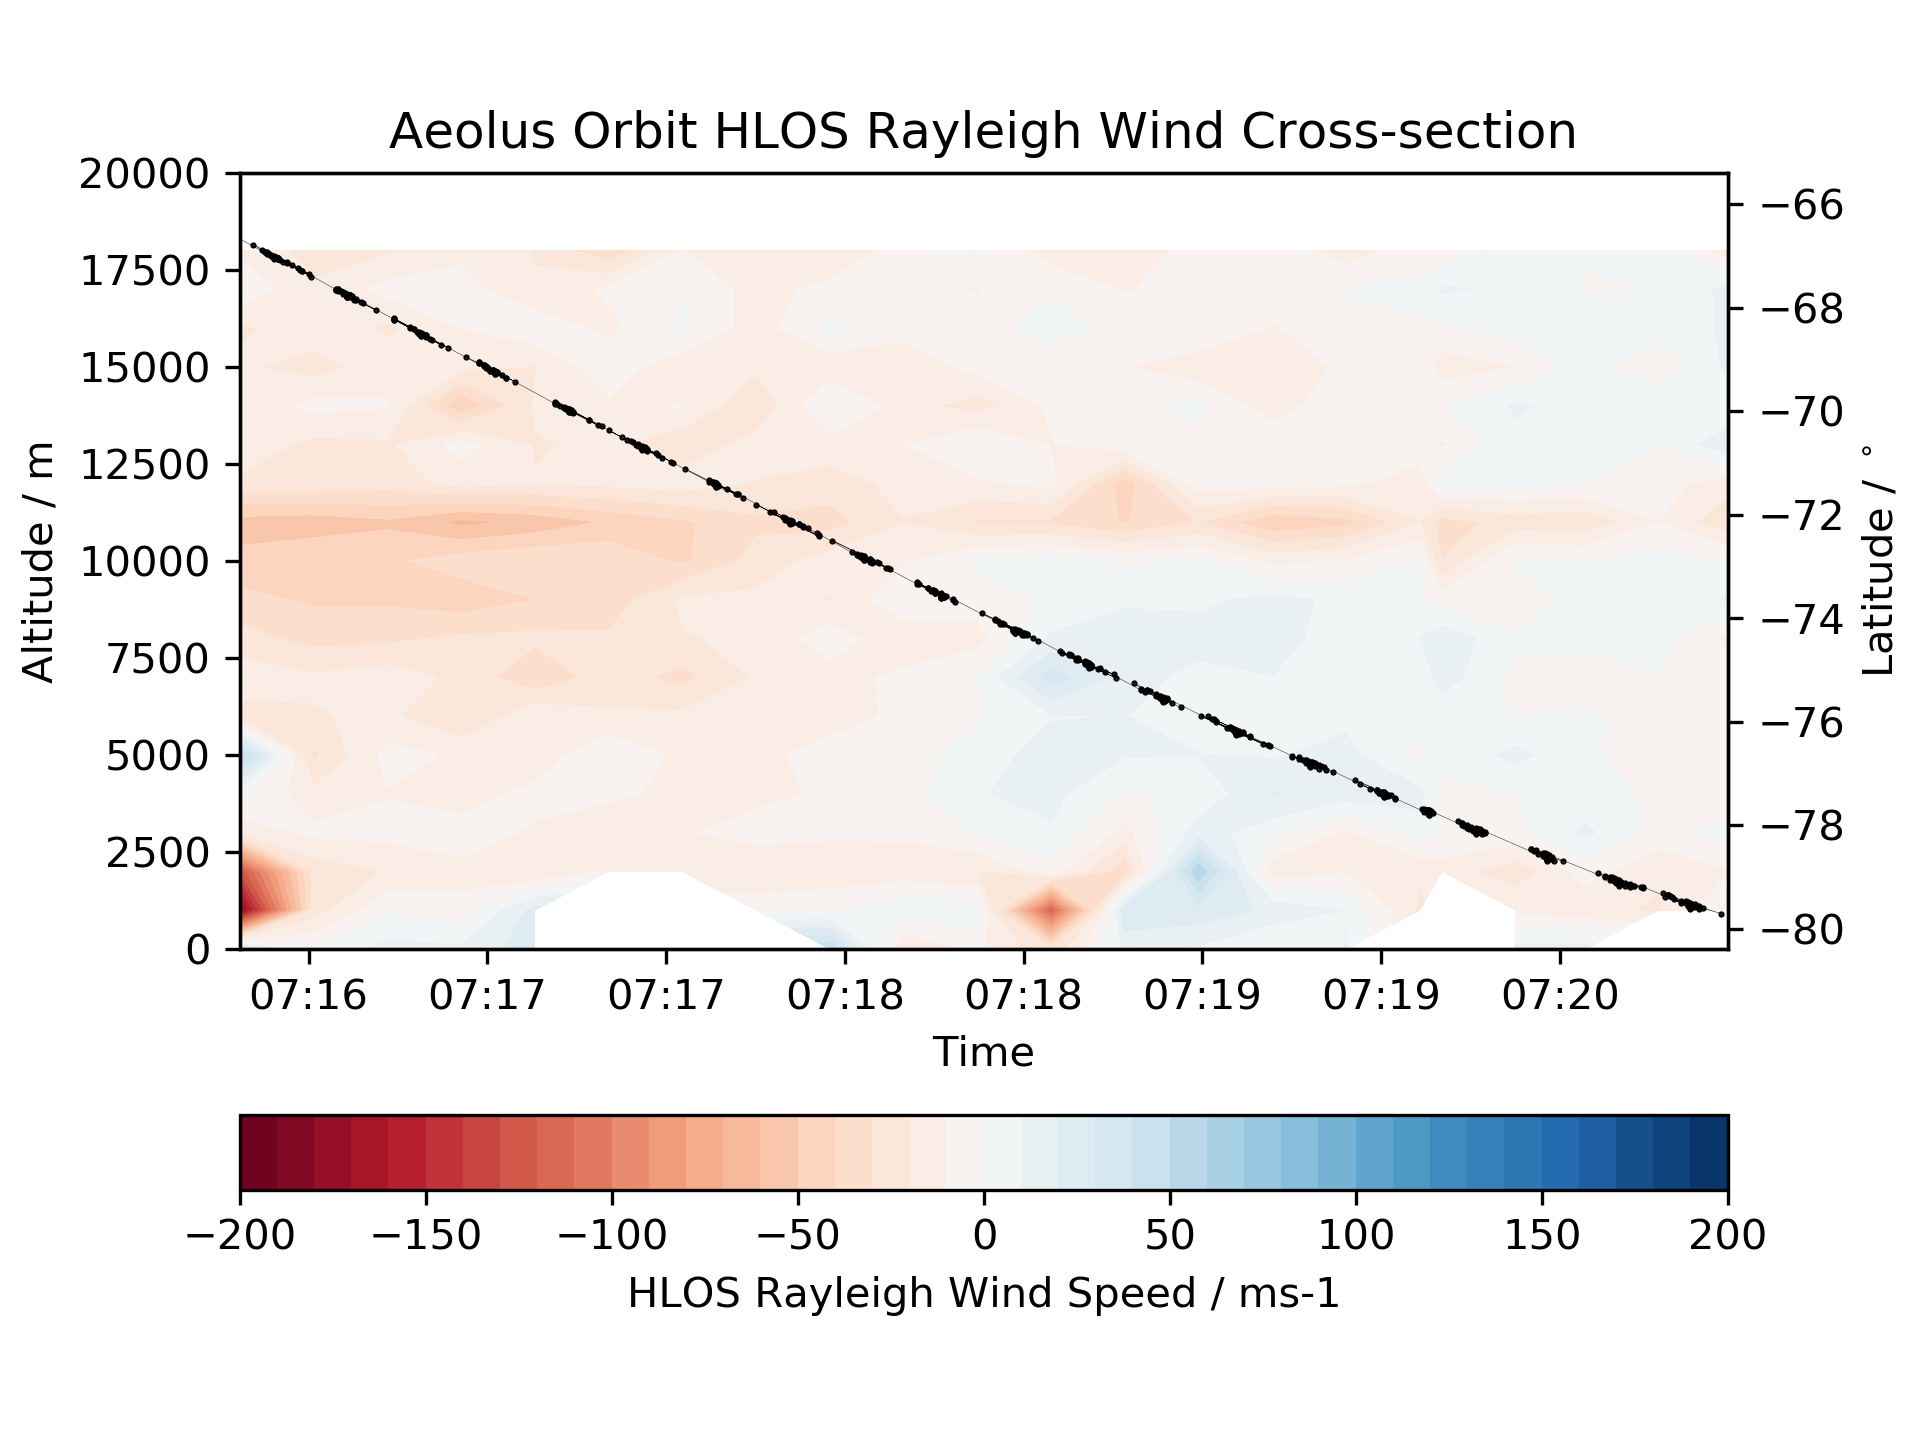 Aeolus Orbit HLOS Rayleigh Wind Cross-section
20000
17500
15000
12500
10000
7500
5000
2500
0
Altitude / m
−66
−68
−70
−72
−74
−76
−78
−80
Latitude / °
07:16 07:17 07:17 07:18 07:18 07:19 07:19 07:20
Time
−200 −150 −100 −50 0 50 100 150 200
HLOS Rayleigh Wind Speed / ms-1